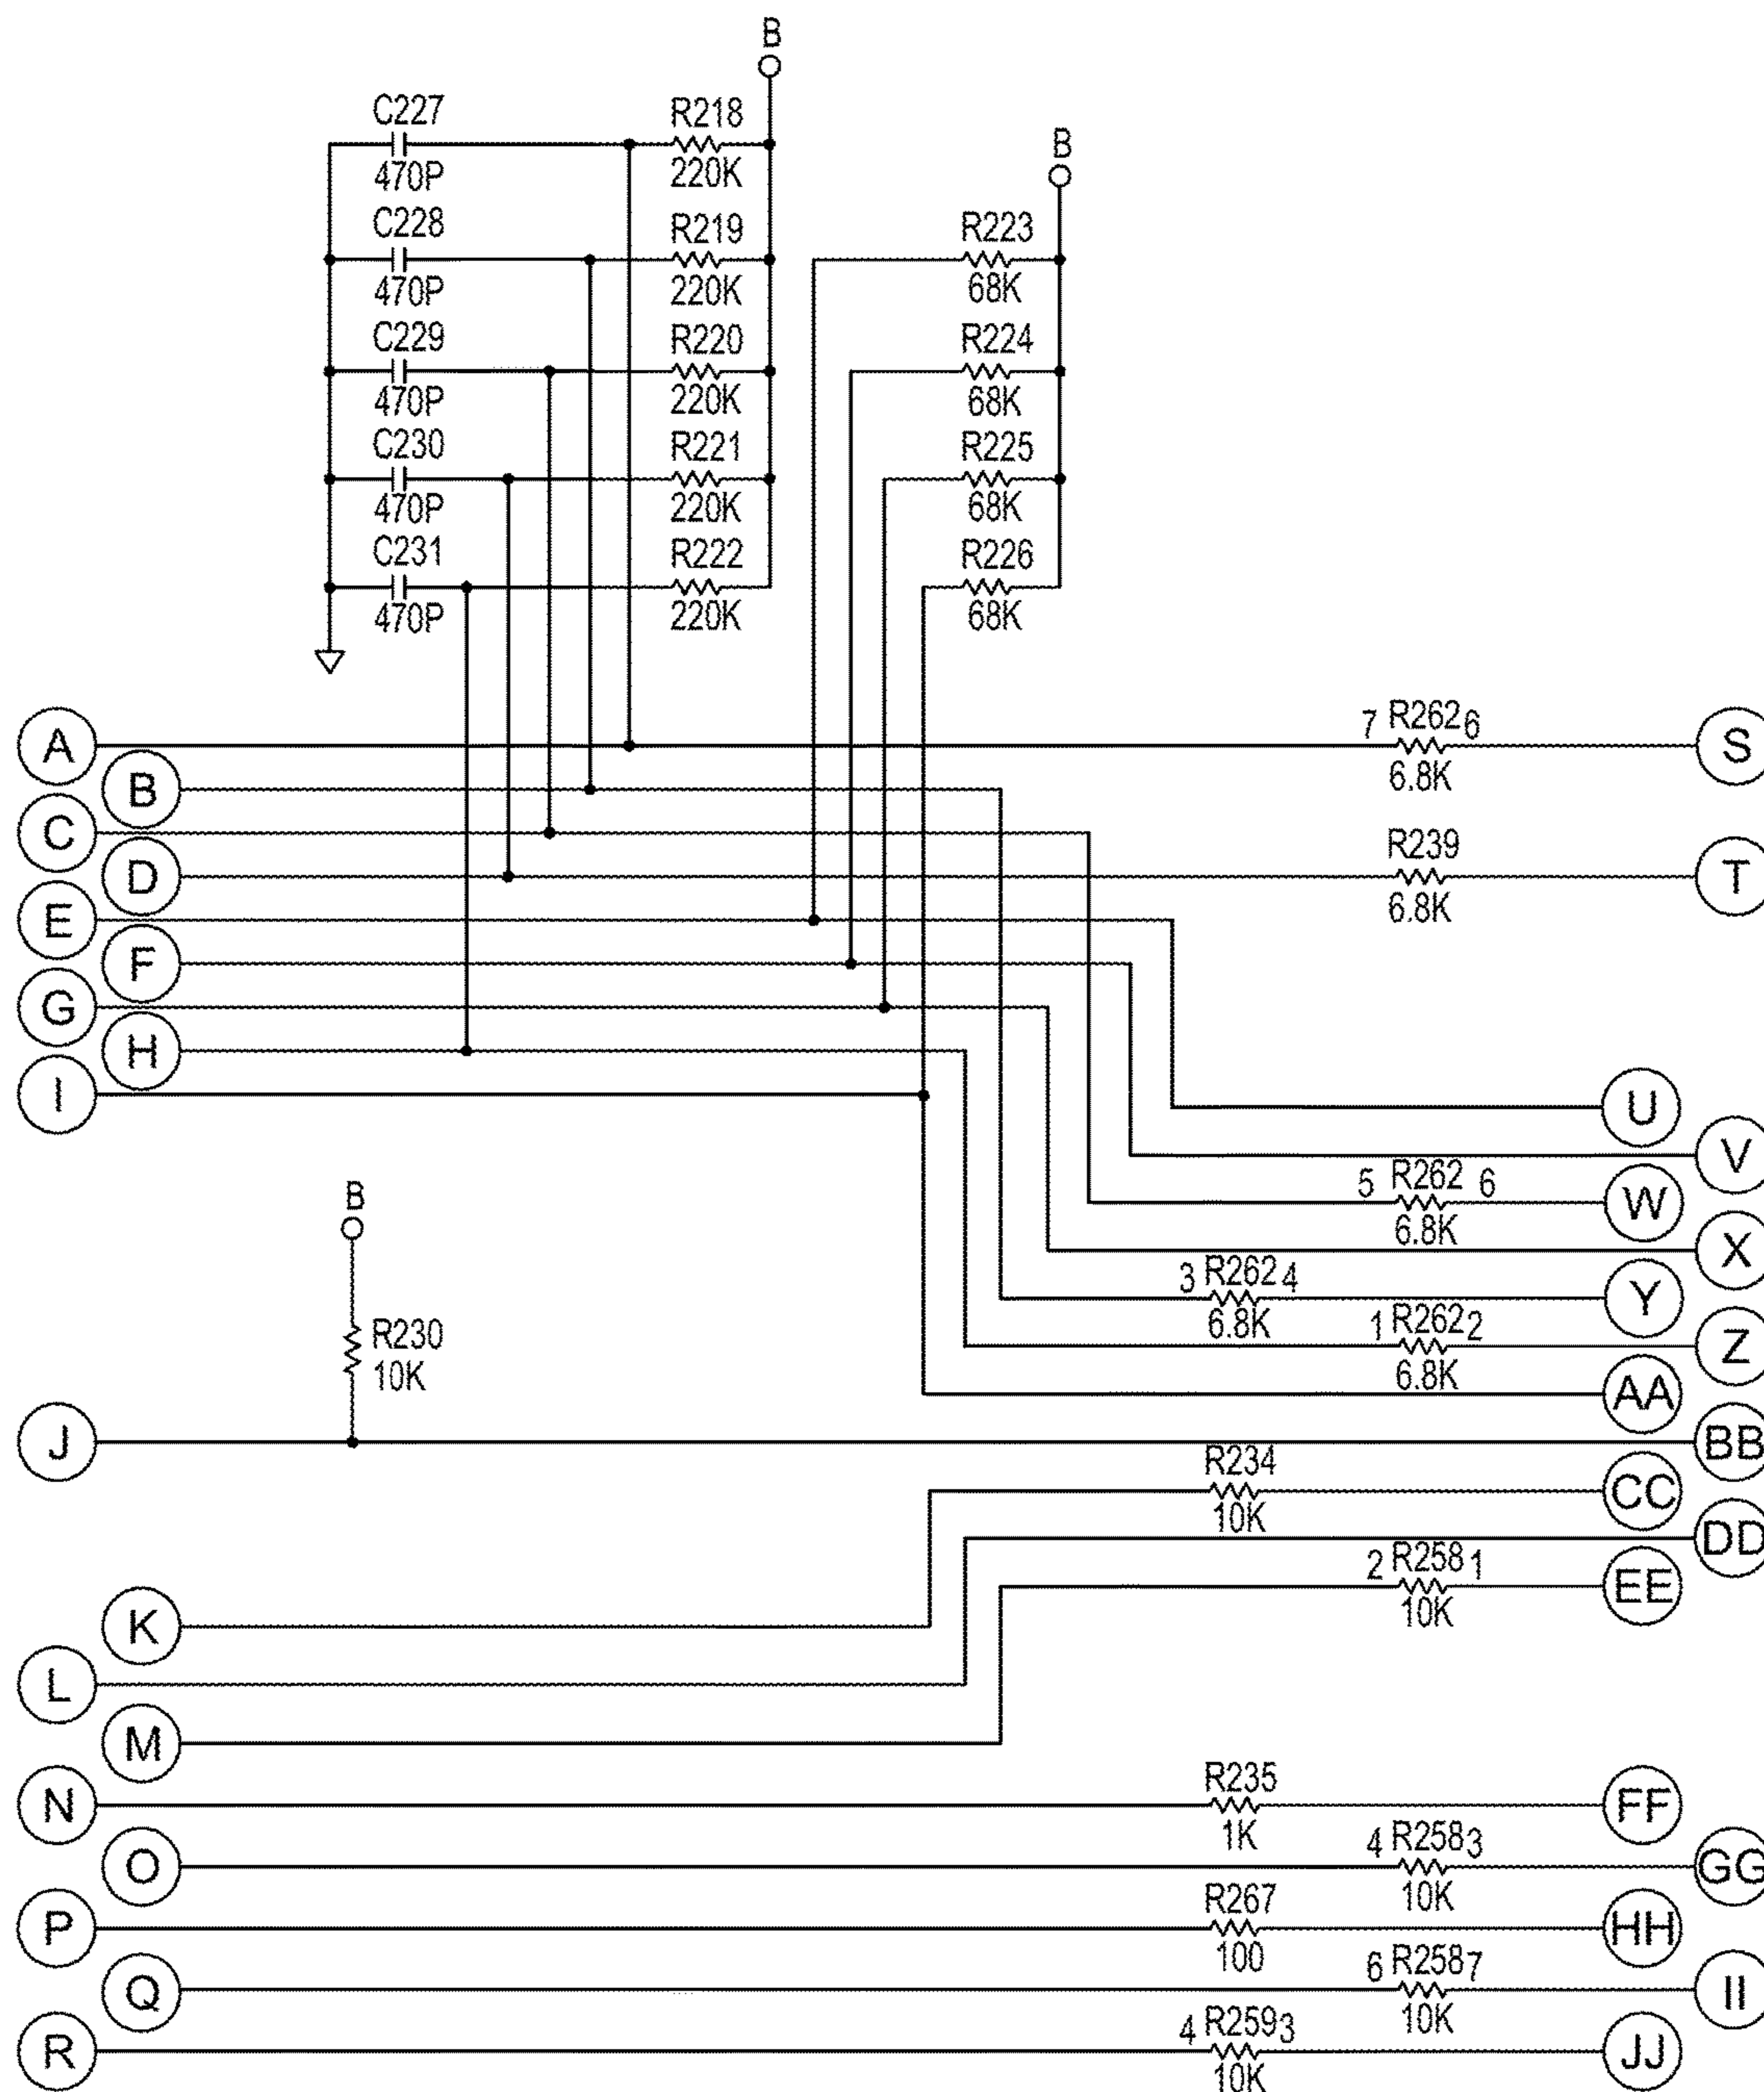 B
C227
R218
470P
220K
B
C228
R219
R223
470P
220K
68K
C229
R220
R224
470P
220K
68K
C230
R221
R225
470P
220K
68K
C231
R222
R226
470P
220K
68K
A
7 R262 6
S
6.8K
B
C
R239
D
T
6.8K
E
F
G
H
I
U
V
5 R262 6
W
6.8K
B
X
3 R262 4
Y
6.8K
1 R262 2
Z
6.8K
R230
10K
AA
J
BB
R234
CC
10K
DD
2 R258 1
EE
10K
K
L
M
N
R235
FF
1K
O
4 R258 3
GG
10K
P
R267
HH
100
Q
6 R258 7
II
10K
R
4 R259 3
JJ
10K